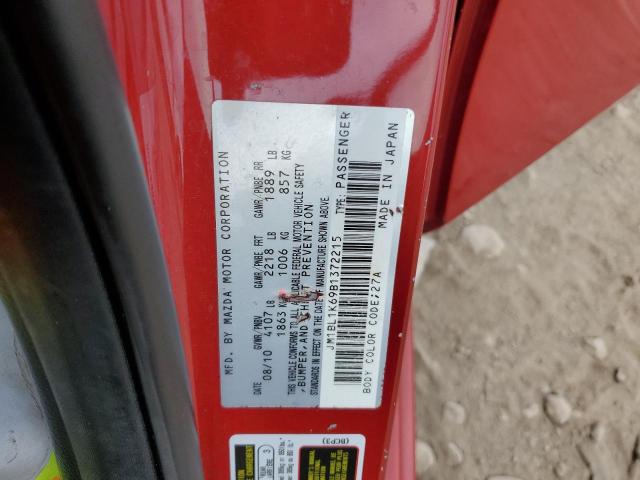 MFD. BY MAZDA MOTOR CORPORATION
DATE GVWR/PNBV GAWR/PNBE FRT GAWR/PNBE RR
08/10 4107 LB 2218 LB 1889 LB
1863 KG 1006 KG 857 KG
THIS VEHICLE CONFORMS TO ALL APPLICABLE FEDERAL MOTOR VEHICLE SAFETY
, BUMPER, AND THEFT PREVENTION
STANDARDS IN EFFECT ON THE DATE OF MANUFACTURE SHOWN ABOVE.
JM1BL1K69B1372215 TYPE: PASSENGER
BODY COLOR CODE:27A MADE IN JAPAN
(BCP3)